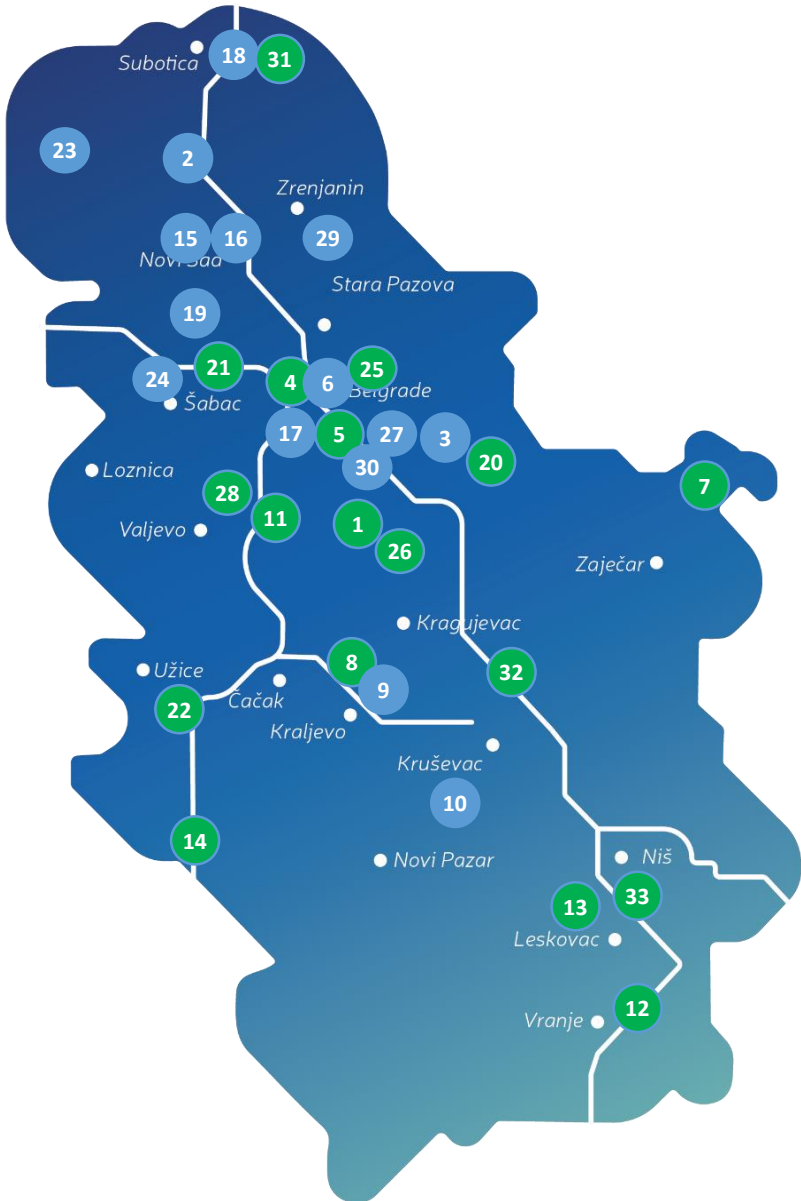 18
31
Subotica
23
2
Zrenjanin
15
16
29
Novi Sad
Stara Pazova
19
21
25
24
4
6
Belgrade
Šabac
17
5
27
3
30
20
Loznica
7
28
11
1
Valjevo
26
Zaječar
Kragujevac
8
32
Užice
9
Čačak
22
Kraljevo
Kruševac
10
14
Novi Pazar
Niš
33
13
Leskovac
12
Vranje